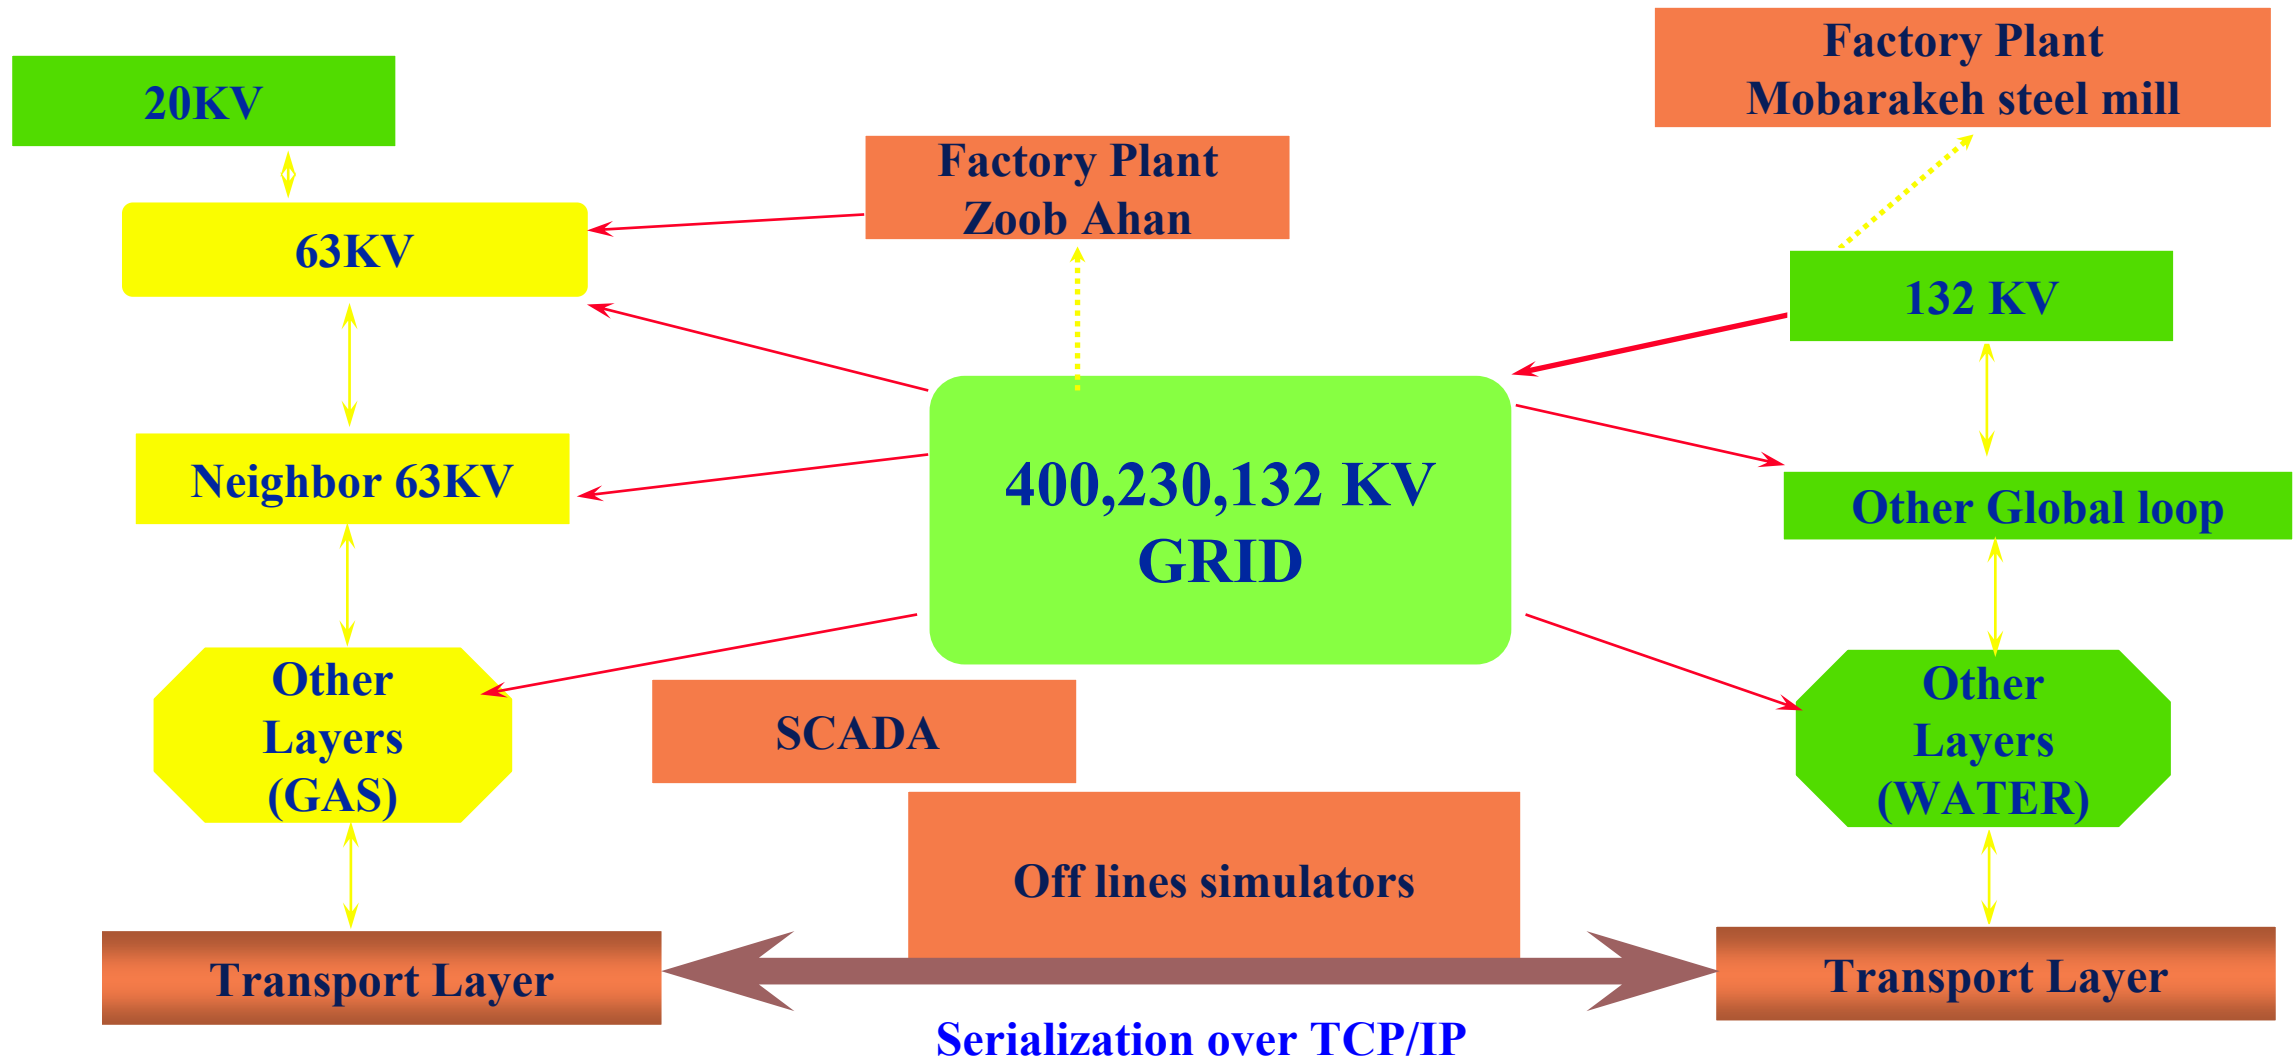 Factory Plant
Mobarakeh steel mill
20KV
Factory Plant
Zoob Ahan
63KV
132 KV
Neighbor 63KV
400,230,132 KV
GRID
Other Global loop
Other
Layers
(GAS)
SCADA
Other
Layers
(WATER)
Off lines simulators
Transport Layer
Transport Layer
Serialization over TCP/IP